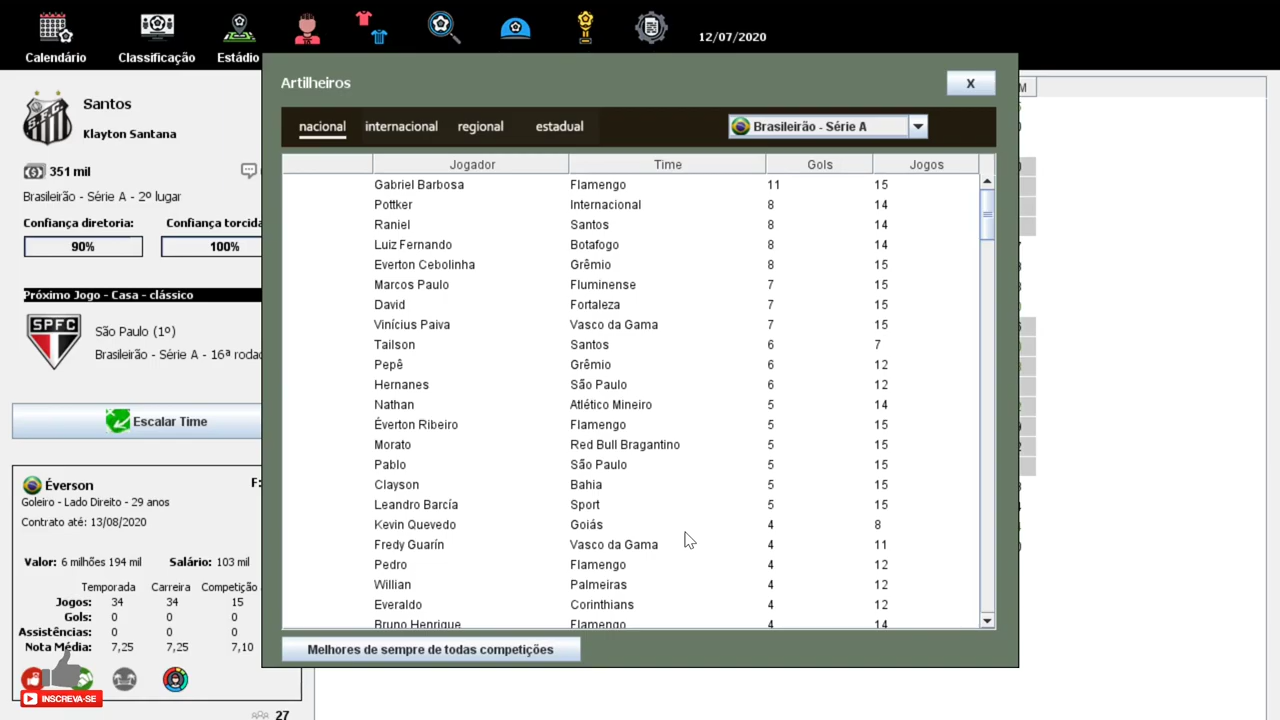 12/07/2020
Calendário Classificação Estádio
Santos
Klayton Santana
351 mil
Brasileirão - Série A - 2º lugar
Confiança diretoria: Confiança torcida
90% 100%
Próximo Jogo - Casa - clássico
SPFC
São Paulo (1º)
Brasileirão - Série A - 16ª
Escalar Time
Éverson F:
Goleiro - Lado Direito - 29 anos
Contrato até: 13/08/2020
Valor: 6 milhões 194 mil Salário: 103 mil
Temporada Carreira Competição
Jogos: 34 34 15
Gols: 0 0 0
Assistências: 0 0 0
Nota Média: 7,25 7,25 7,10
INSCREVA-SE
27
Artilheiros X
nacional internacional regional estadual Brasileirão - Série A
Jogador Time Gols Jogos
Gabriel Barbosa Flamengo 11 15
Pottker Internacional 8 14
Raniel Santos 8 14
Luiz Fernando Botafogo 8 14
Everton Cebolinha Grêmio 8 15
Marcos Paulo Fluminense 7 15
David Fortaleza 7 15
Vinícius Paiva Vasco da Gama 7 15
Tailson Santos 6 7
Pepê Grêmio 6 12
Hernanes São Paulo 6 12
Nathan Atlético Mineiro 5 14
Éverton Ribeiro Flamengo 5 15
Morato Red Bull Bragantino 5 15
Pablo São Paulo 5 15
Clayson Bahia 5 15
Leandro Barcía Sport 5 15
Kevin Quevedo Goiás 4 8
Fredy Guarín Vasco da Gama 4 11
Pedro Flamengo 4 12
Willian Palmeiras 4 12
Everaldo Corinthians 4 12
Bruno Henrique Flamengo 4 14
Melhores de sempre de todas competições
M